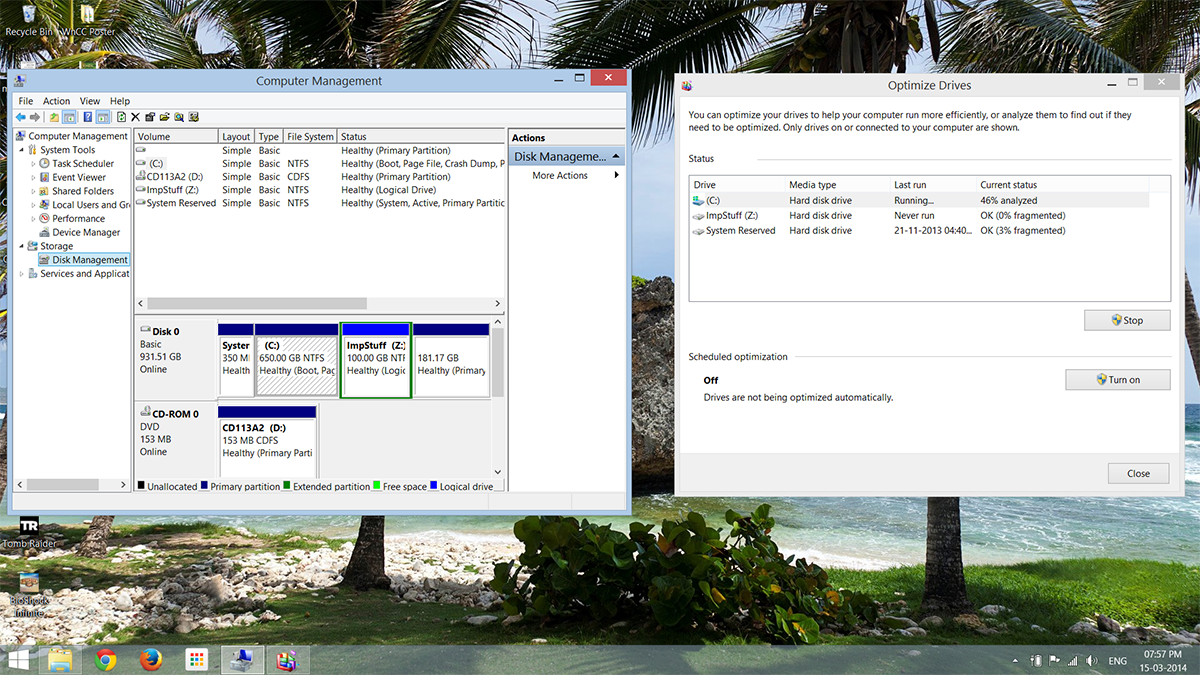 Recycle Bin
WnCC Poster
Computer Management
File Action View Help
Computer Management
System Tools
Task Scheduler
Event Viewer
Shared Folders
Local Users and Gr
Performance
Device Manager
Storage
Disk Management
Services and Applicat
Volume Layout Type File System Status
Simple Basic Healthy (Primary Partition)
(C:) Simple Basic NTFS Healthy (Boot, Page File, Crash Dump, P
CD113A2 (D:) Simple Basic CDFS Healthy (Primary Partition)
ImpStuff (Z:) Simple Basic NTFS Healthy (Logical Drive)
System Reserved Simple Basic NTFS Healthy (System, Active, Primary Partitic
Actions
Disk Manageme...
More Actions
Disk 0
Basic
931.51 GB
Online
Syster
350 M
Health
(C:)
650.00 GB NTFS
Healthy (Boot, Pag
ImpStuff (Z:
100.00 GB NTF
Healthy (Logic
181.17 GB
Healthy (Primary
CD-ROM 0
DVD
153 MB
Online
CD113A2 (D:)
153 MB CDFS
Healthy (Primary Parti
Unallocated Primary partition Extended partition Free space Logical drive
Optimize Drives
You can optimize your drives to help your computer run more efficiently, or analyze them to find out if they
need to be optimized. Only drives on or connected to your computer are shown.
Status
Drive Media type Last run Current status
(C:) Hard disk drive Running... 46% analyzed
ImpStuff (Z:) Hard disk drive Never run OK (0% fragmented)
System Reserved Hard disk drive 21-11-2013 04:40... OK (3% fragmented)
Stop
Scheduled optimization
Off
Turn on
Drives are not being optimized automatically.
Close
TR
Tomb Raider
BioShock
Infinite
ENG
07:57 PM
15-03-2014